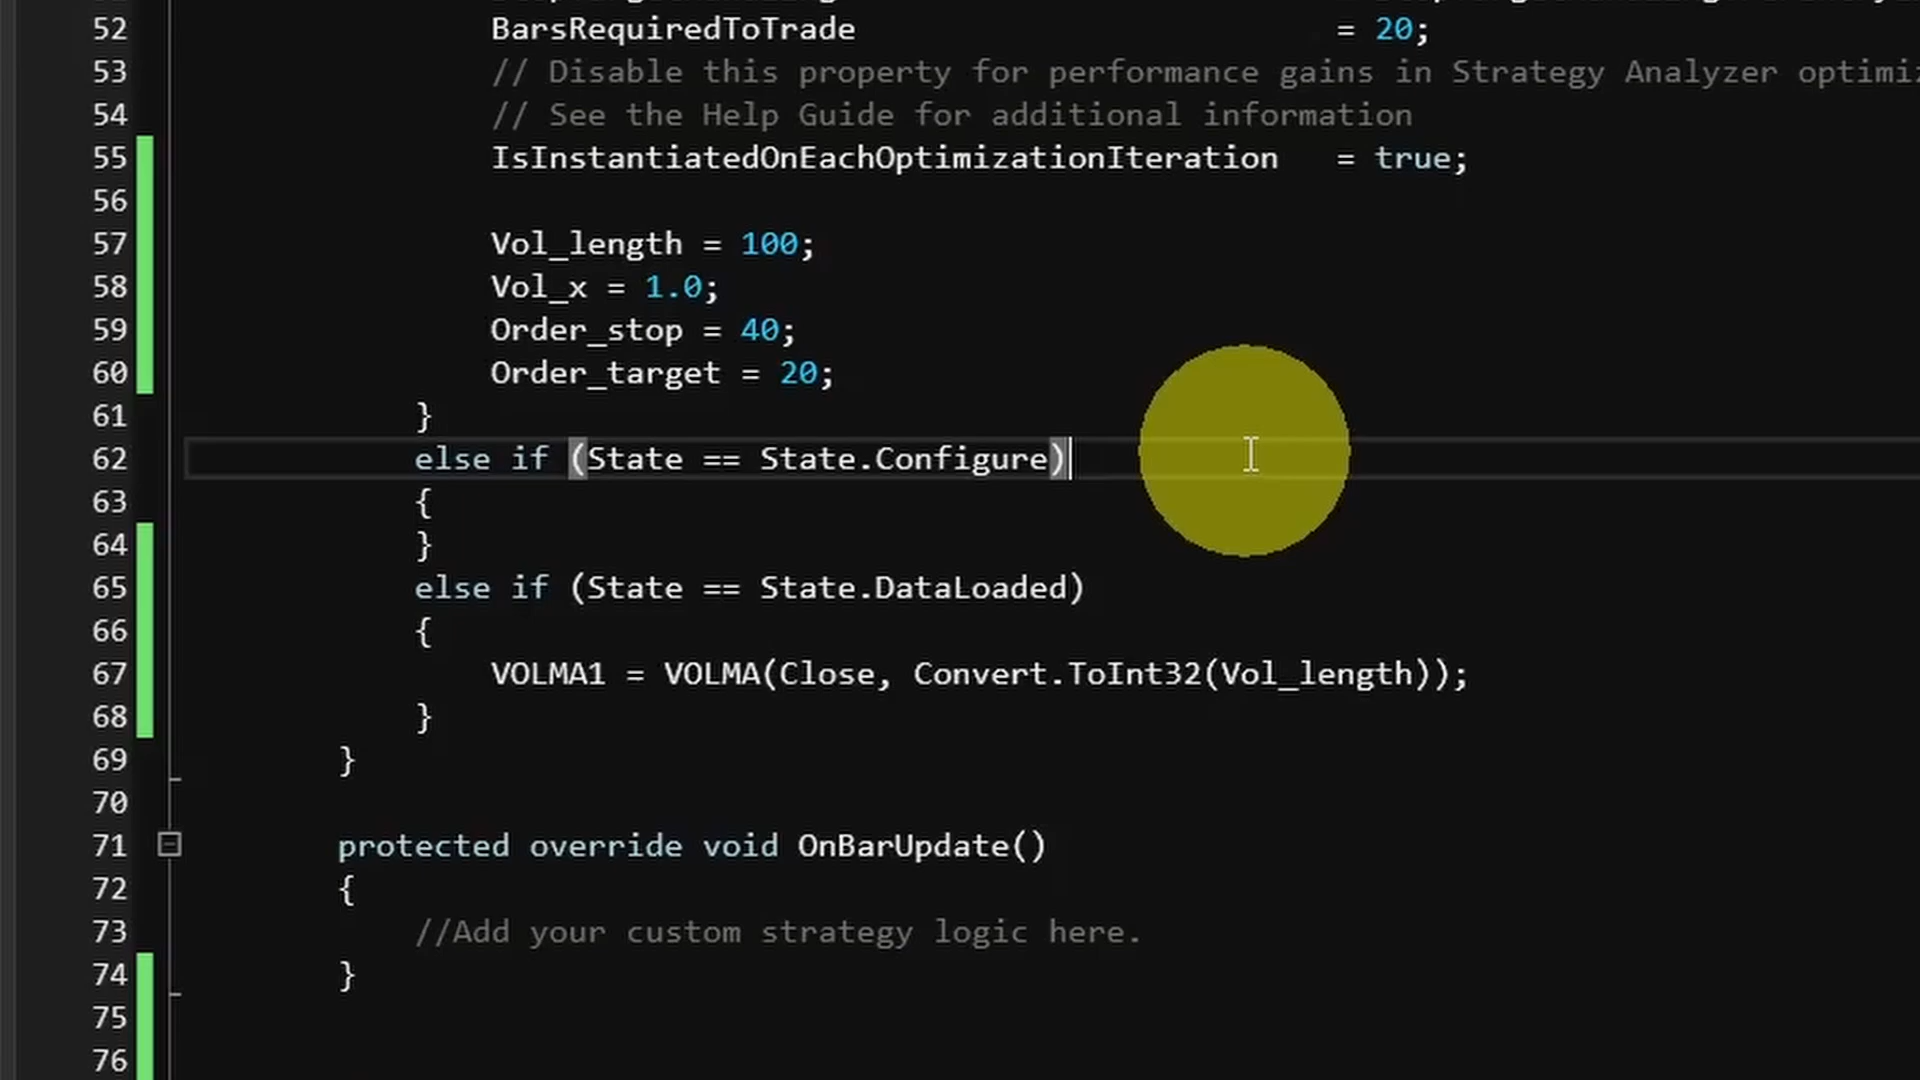 52 BarsRequiredToTrade = 20;
53 // Disable this property for performance gains in Strategy Analyzer
54 // See the Help Guide for additional information
55 IsInstantiatedOnEachOptimizationIteration = true;
56
57 Vol_length = 100;
58 Vol_x = 1.0;
59 Order_stop = 40;
60 Order_target = 20;
61 }
62 else if (State == State.Configure)
63 {
64 }
65 else if (State == State.DataLoaded)
66 {
67 VOLMA1 = VOLMA(Close, Convert.ToInt32(Vol_length));
68 }
69 }
70
71 protected override void OnBarUpdate()
72 {
73 //Add your custom strategy logic here.
74 }
75
76